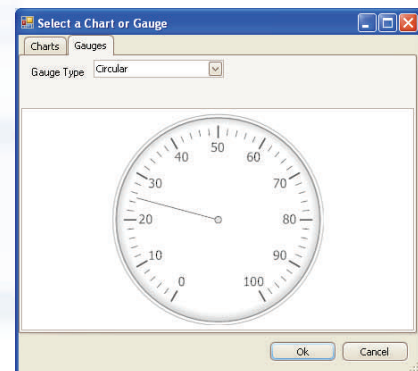 Select a Chart or Gauge
Charts Gauges
Gauge Type Circular
50
40 60
30 70
20 80
10 90
0 100
Ok Cancel